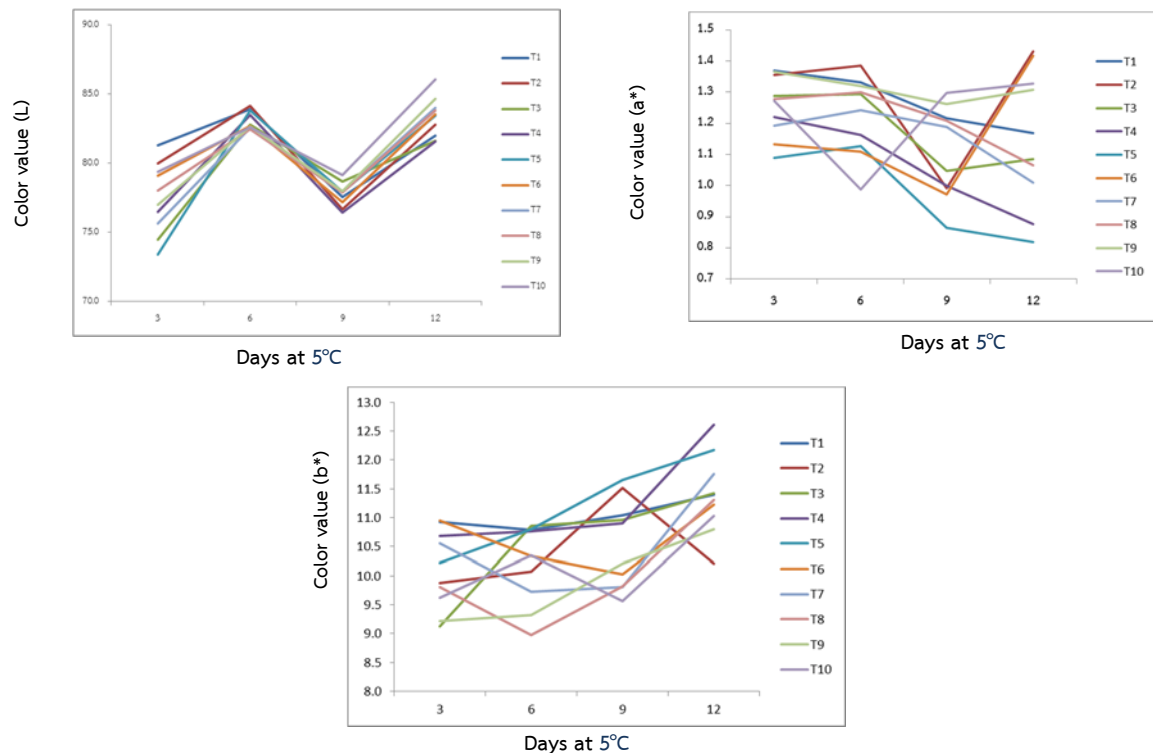 Color value (L)
90.0
85.0
80.0
75.0
70.0
3 6 9 12
T1
T2
T3
T4
T5
T6
T7
T8
T9
T10
Days at 5°C
Color value (a*)
1.5
1.4
1.3
1.2
1.1
1.0
0.9
0.8
0.7
3 6 9 12
T1
T2
T3
T4
T5
T6
T7
T8
T9
T10
Days at 5°C
Color value (b*)
13.0
12.5
12.0
11.5
11.0
10.5
10.0
9.5
9.0
8.5
8.0
3 6 9 12
T1
T2
T3
T4
T5
T6
T7
T8
T9
T10
Days at 5°C